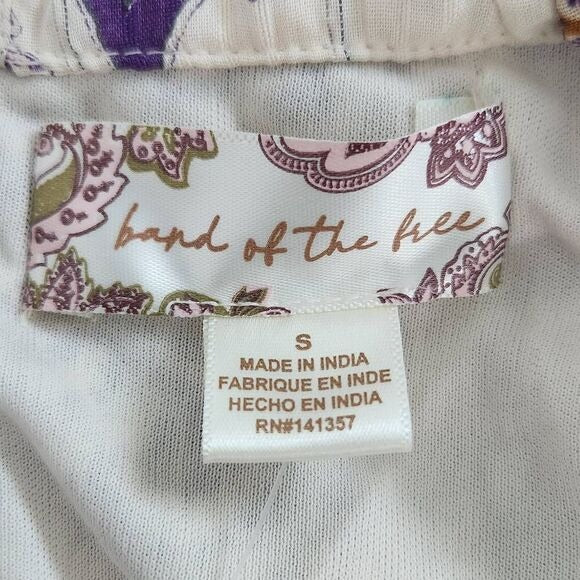 band of the free
S
MADE IN INDIA
FABRIQUE EN INDE
HECHO EN INDIA
RN#141357